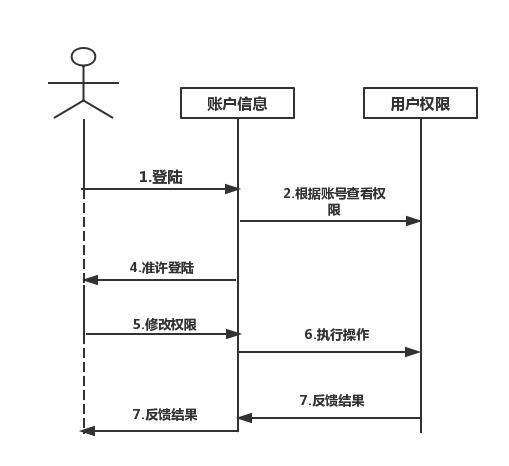 账户信息
用户权限
1.登陆
2.根据账号查看权
限
4.准许登陆
5.修改权限
6.执行操作
7.反馈结果
7.反馈结果